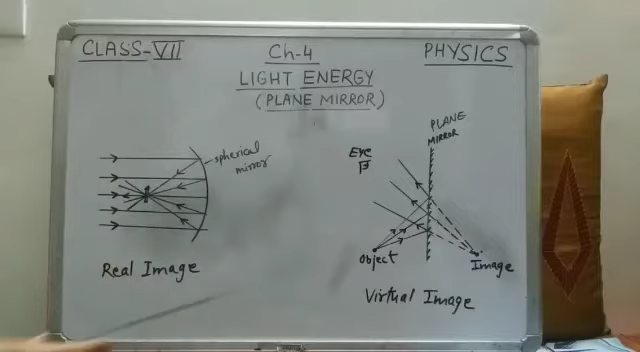 CLASS-VII
Ch-4
PHYSICS
LIGHT ENERGY
(PLANE MIRROR)
spherical
mirror
Real Image
PLANE
MIRROR
Eye
Object
Image
Virtual Image